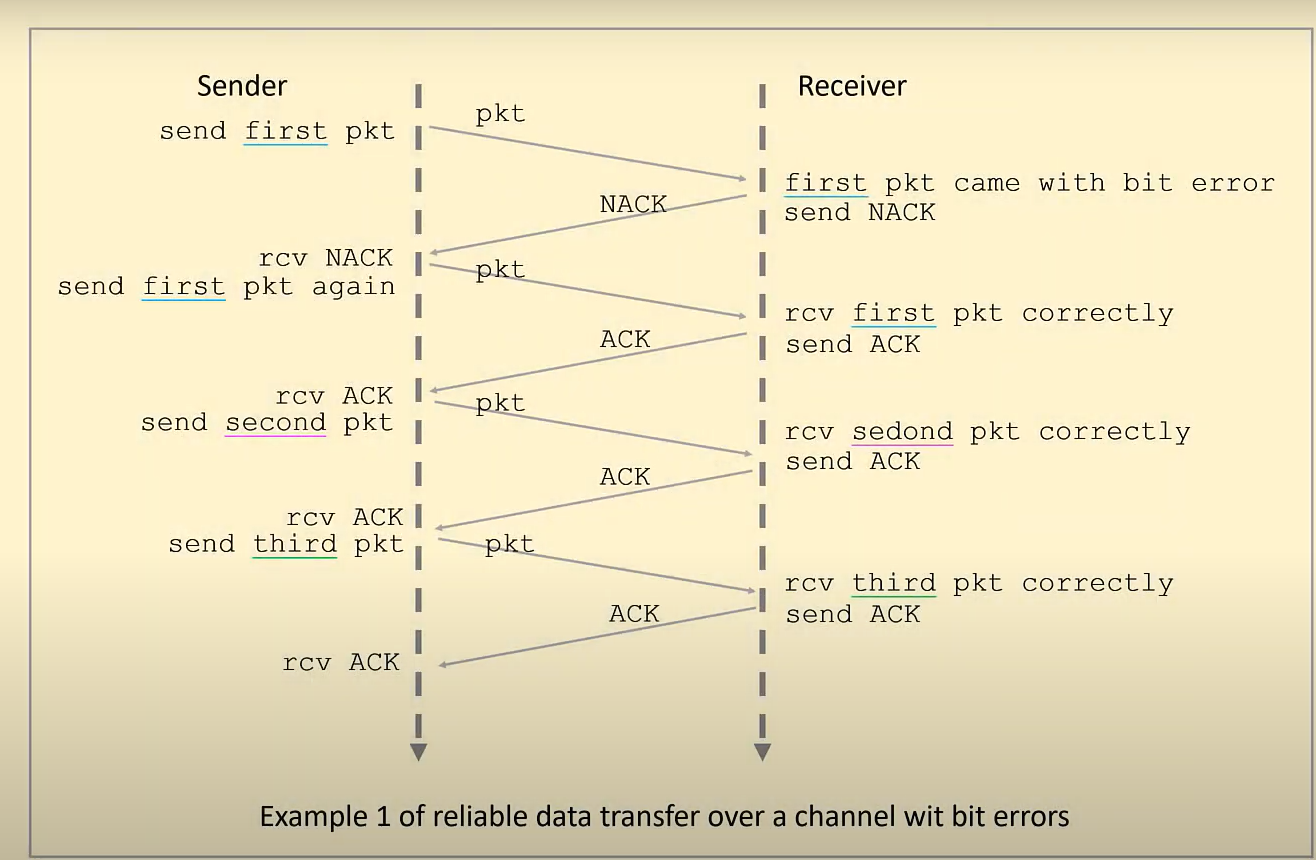 Sender
Receiver
pkt
send first pkt
first pkt came with bit error
send NACK
NACK
rcv NACK
pkt
send first pkt again
rcv first pkt correctly
send ACK
ACK
rcv ACK
pkt
send second pkt
rcv sedond pkt correctly
send ACK
ACK
rcv ACK
send third pkt
pkt
rcv third pkt correctly
send ACK
ACK
rcv ACK
Example 1 of reliable data transfer over a channel wit bit errors